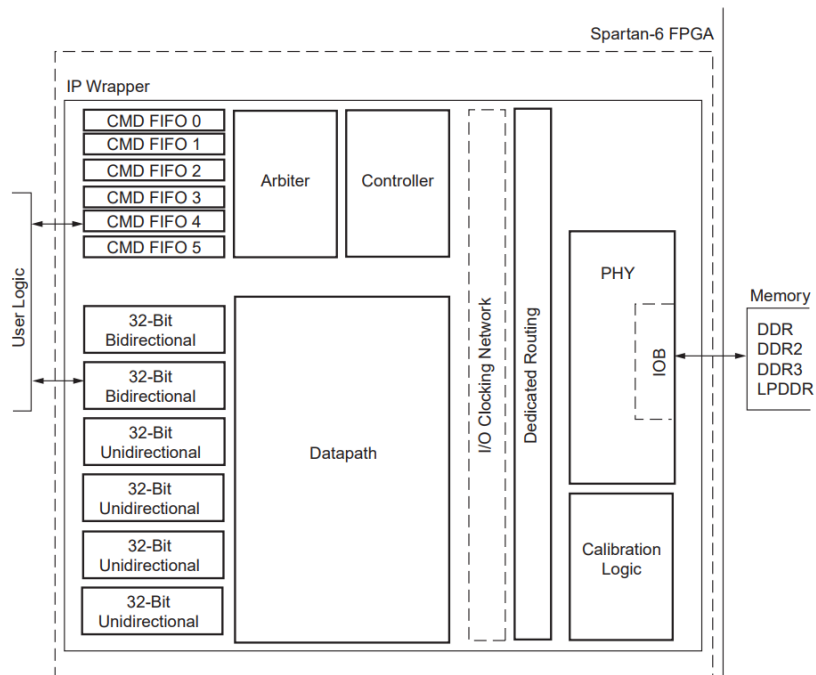 Spartan-6 FPGA
IP Wrapper
CMD FIFO 0
CMD FIFO 1
CMD FIFO 2
CMD FIFO 3
CMD FIFO 4
CMD FIFO 5
Arbiter
Controller
User Logic
32-Bit
Bidirectional
32-Bit
Bidirectional
32-Bit
Unidirectional
32-Bit
Unidirectional
32-Bit
Unidirectional
32-Bit
Unidirectional
Datapath
I/O Clocking Network
Dedicated Routing
PHY
IOB
Calibration
Logic
Memory
DDR
DDR2
DDR3
LPDDR